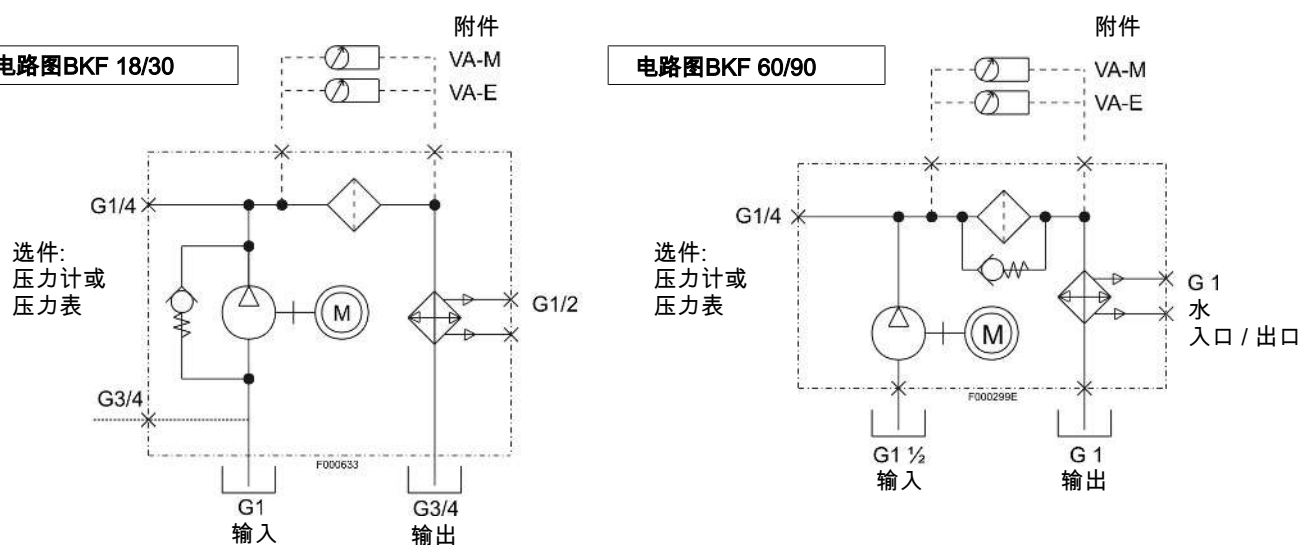 电路图BKF 18/30
附件
VA-M
VA-E
G1/4
选件:
压力计或
压力表
M
G1/2
G3/4
F000633
G1
输入
G3/4
输出
电路图BKF 60/90
附件
VA-M
VA-E
G1/4
选件:
压力计或
压力表
M
G 1
水
入口 / 出口
F000299E
G1 ½
输入
G 1
输出